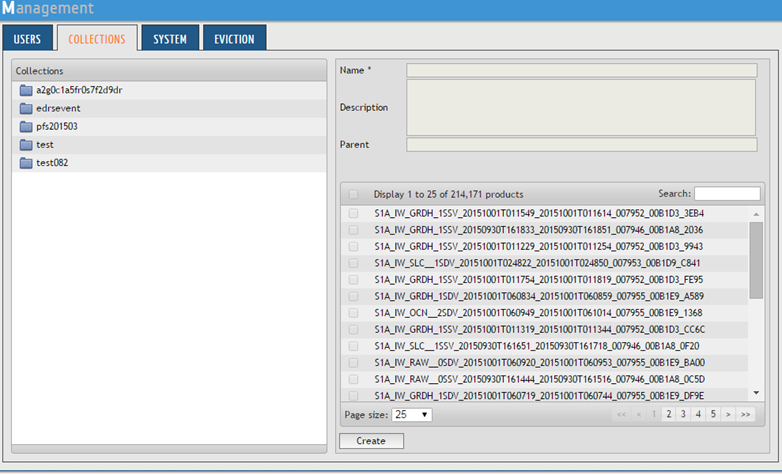 Management
USERS
COLLECTIONS
SYSTEM
EVICTION
Collections
a2g0c1a5fr0s7f2d9dr
edrsevent
pfs201503
test
test082
Name *
Description
Parent
Display 1 to 25 of 214,171 products
Search:
S1A_IW_GRDH_1SSV_20151001T011549_20151001T011614_007952_00B1D3_3EB4
S1A_IW_GRDH_1SSV_20150930T161833_20150930T161851_007946_00B1A8_2036
S1A_IW_GRDH_1SSV_20151001T011229_20151001T011254_007952_00B1D3_9943
S1A_IW_SLC__1SDV_20151001T024822_20151001T024850_007953_00B1D9_C841
S1A_IW_GRDH_1SSV_20151001T011754_20151001T011819_007952_00B1D3_FE95
S1A_IW_GRDH_1SDV_20151001T060834_20151001T060859_007955_00B1E9_A589
S1A_IW_OCN__2SDV_20151001T060949_20151001T061014_007955_00B1E9_1368
S1A_IW_GRDH_1SSV_20151001T011319_20151001T011344_007952_00B1D3_CC6C
S1A_IW_SLC__1SSV_20150930T161651_20150930T161718_007946_00B1A8_0F20
S1A_IW_RAW__0SDV_20151001T060920_20151001T060953_007955_00B1E9_BA00
S1A_IW_RAW__0SSV_20150930T161444_20150930T161516_007946_00B1A8_0C5D
S1A_IW_GRDH_1SDV_20151001T060719_20151001T060744_007955_00B1E9_DF9E
Page size: 25
<< < 1 2 3 4 5 > >>
Create